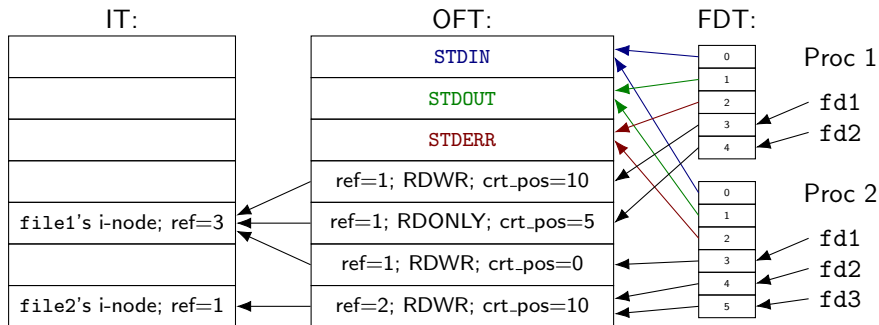 IT:
OFT:
FDT:
STDIN
STDOUT
STDERR
ref=1; RDWR; crt_pos=10
file1's i-node; ref=3
ref=1; RDONLY; crt_pos=5
ref=1; RDWR; crt_pos=0
file2's i-node; ref=1
ref=2; RDWR; crt_pos=10
0
1
2
3
4
Proc 1
fd1
fd2
0
1
2
3
4
5
Proc 2
fd1
fd2
fd3